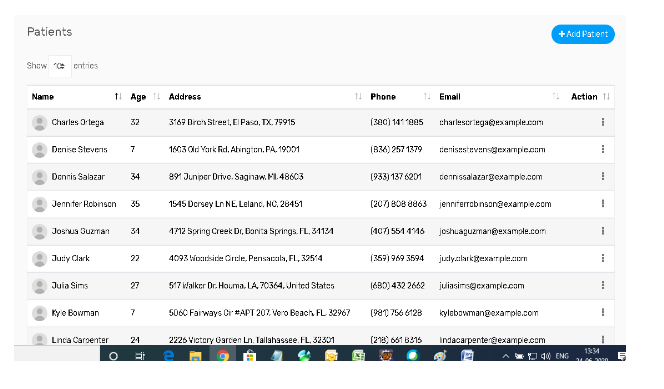 Patients
+ Add Patient
Show 10 entries
Name Age Address Phone Email Action
Charles Ortega 32 3169 Birch Street, El Paso, TX, 79915 (380) 141 1885 charlesortega@example.com
Denise Stevens 7 1603 Old York Rd, Abington, PA, 19001 (836) 257 1379 denisestevens@example.com
Dennis Salazar 34 891 Juniper Drive, Saginaw, MI, 48603 (933) 137 6201 dennissalazar@example.com
Jennifer Robinson 35 1545 Dorsey Ln NE, Leland, NC, 28451 (207) 808 8863 jenniferrobinson@example.com
Joshua Guzman 34 4712 Spring Creek Dr, Bonita Springs, FL, 34134 (407) 554 4146 joshuaguzman@example.com
Judy Clark 22 4093 Woodside Circle, Pensacola, FL, 32514 (359) 969 3594 judy.clark@example.com
Julia Sims 27 517 Walker Dr, Houma, LA, 70364, United States (680) 432 2662 juliasims@example.com
Kyle Bowman 7 5060 Fairways Cir #APT 207, Vero Beach, FL, 32967 (981) 756 6128 kylebowman@example.com
Linda Carpenter 24 2226 Victory Garden Ln, Tallahassee, FL, 32301 (218) 661 8316 lindacarpenter@example.com
ENG 13:34
24-06-2020